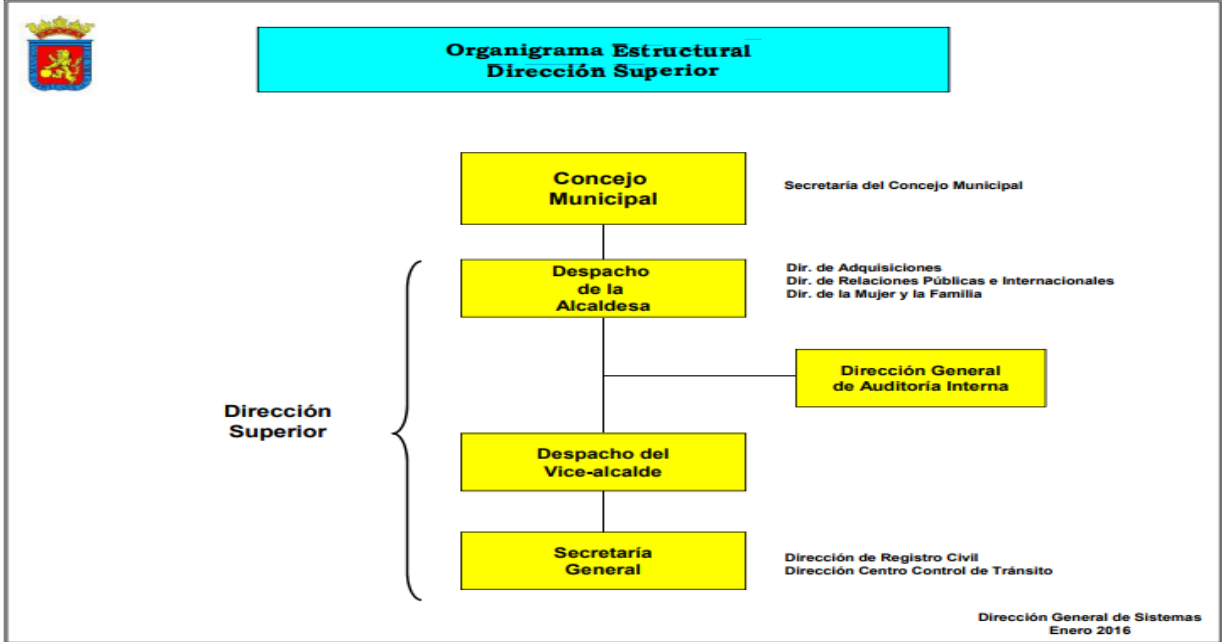 Organigrama Estructural
Dirección Superior
Concejo
Municipal
Secretaría del Concejo Municipal
Despacho
de la
Alcaldesa
Dir. de Adquisiciones
Dir. de Relaciones Públicas e Internacionales
Dir. de la Mujer y la Familia
Dirección General
de Auditoría Interna
Dirección
Superior
Despacho del
Vice-alcalde
Secretaría
General
Dirección de Registro Civil
Dirección Centro Control de Tránsito
Dirección General de Sistemas
Enero 2016